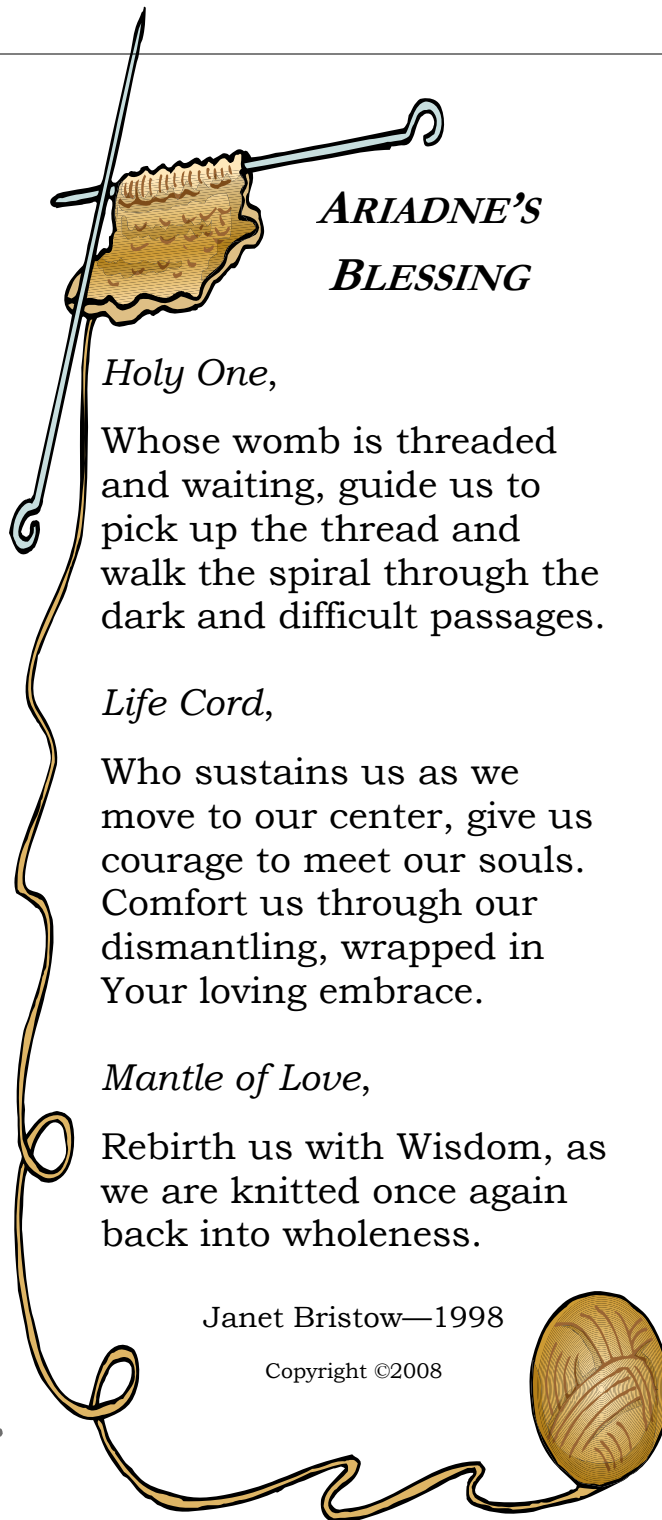 ARIADNE'S
BLESSING
Holy One,
Whose womb is threaded
and waiting, guide us to
pick up the thread and
walk the spiral through the
dark and difficult passages.
Life Cord,
Who sustains us as we
move to our center, give us
courage to meet our souls.
Comfort us through our
dismantling, wrapped in
Your loving embrace.
Mantle of Love,
Rebirth us with Wisdom, as
we are knitted once again
back into wholeness.
Janet Bristow—1998
Copyright ©2008